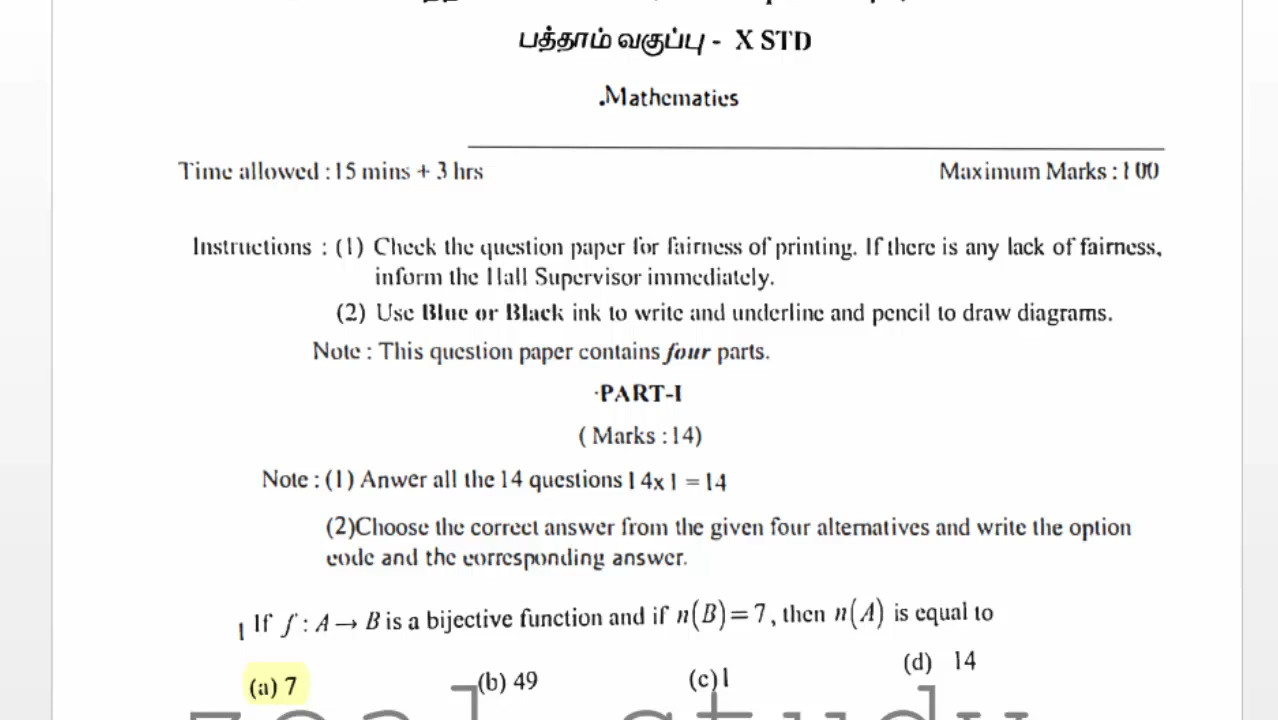 பத்தாம் வகுப்பு - X STD
.Mathematics
Time allowed : 15 mins + 3 hrs Maximum Marks : 100
Instructions : (1) Check the question paper for fairness of printing. If there is any lack of fairness,
inform the Hall Supervisor immediately.
(2) Use Blue or Black ink to write and underline and pencil to draw diagrams.
Note : This question paper contains four parts.
·PART-I
( Marks :14)
Note : (1) Anwer all the 14 questions 14x1 = 14
(2)Choose the correct answer from the given four alternatives and write the option
code and the corresponding answer.
1 If f : A → B is a bijective function and if n(B) = 7, then n(A) is equal to
(a) 7 (b) 49 (c) 1 (d) 14